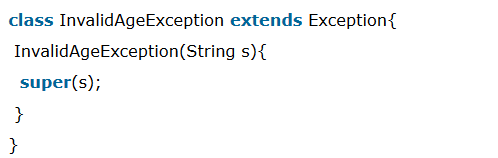 class InvalidAgeException extends Exception{
 InvalidAgeException(String s){
  super(s);
 }
}